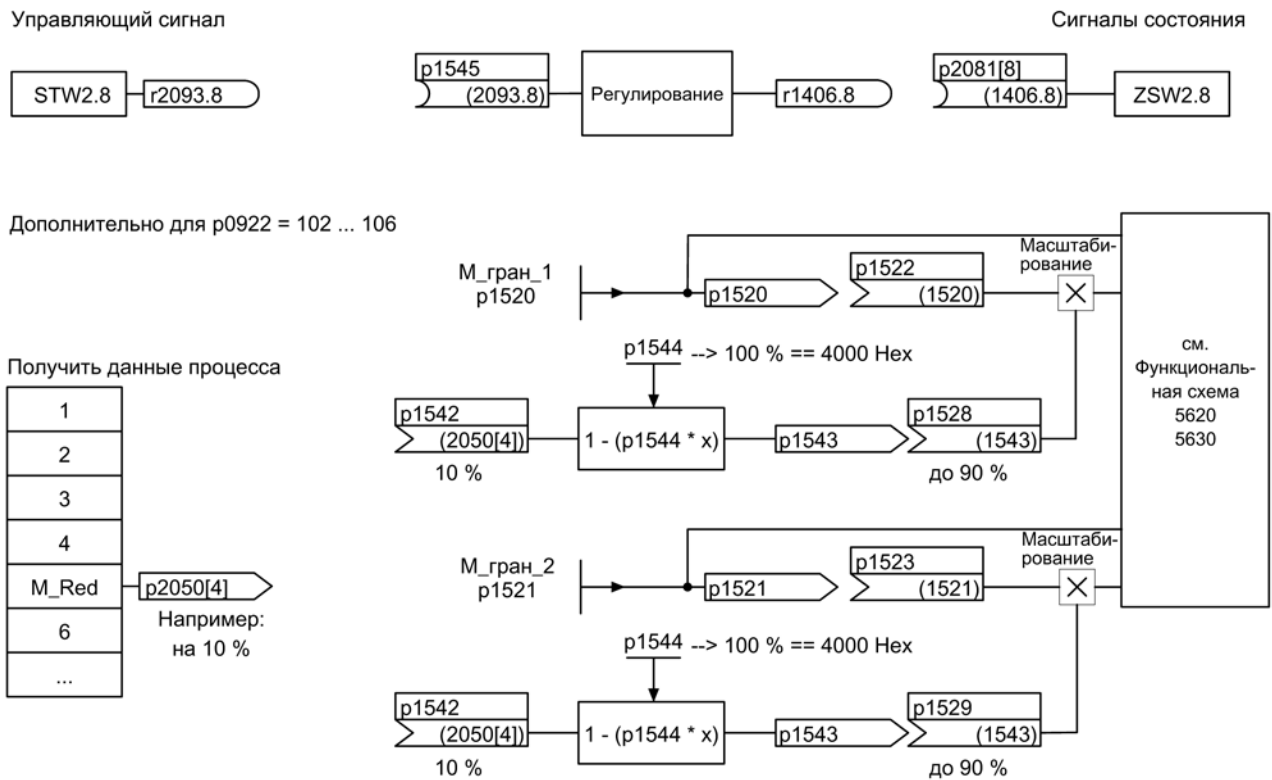 Управляющий сигнал
Сигналы состояния
STW2.8
r2093.8
p1545
(2093.8)
Регулирование
r1406.8
p2081[8]
(1406.8)
ZSW2.8
Дополнительно для p0922 = 102 ... 106
М_гран_1
p1520
p1520
p1522
(1520)
Масштаби-
рование
p1544 --> 100 % == 4000 Hex
p1542
(2050[4])
10 %
1 - (p1544 * x)
p1543
p1528
(1543)
до 90 %
см.
Функциональ-
ная схема
5620
5630
Получить данные процесса
1
2
3
4
M_Red
6
...
p2050[4]
Например:
на 10 %
М_гран_2
p1521
p1521
p1523
(1521)
Масштаби-
рование
p1544 --> 100 % == 4000 Hex
p1542
(2050[4])
10 %
1 - (p1544 * x)
p1543
p1529
(1543)
до 90 %